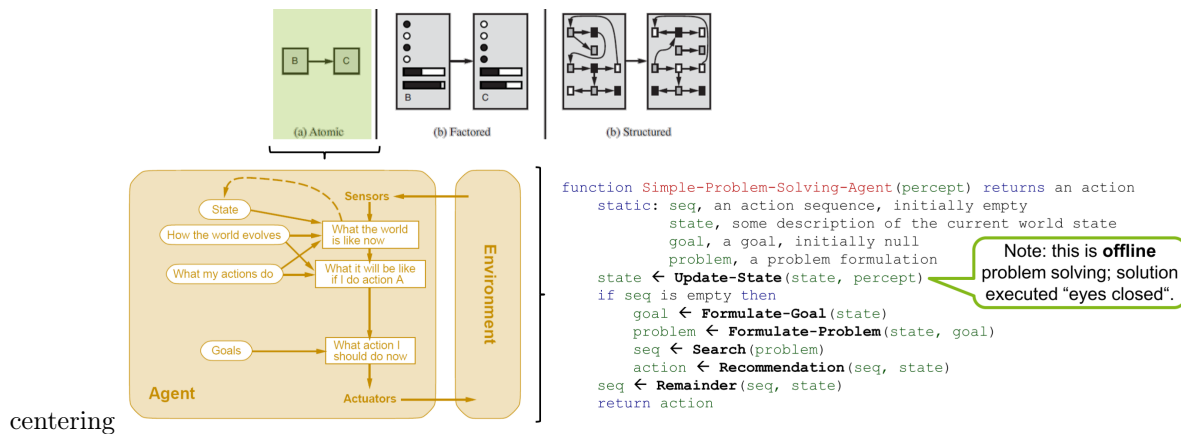 B
C
B
C
(a) Atomic
(b) Factored
(b) Structured
Sensors
State
What the world
is like now
How the world evolves
What my actions do
What it will be like
if I do action A
Goals
What action I
should do now
Agent
Actuators
Environment
function Simple-Problem-Solving-Agent(percept) returns an action
static: seq, an action sequence, initially empty
state, some description of the current world state
goal, a goal, initially null
problem, a problem formulation
state ← Update-State(state, percept)
if seq is empty then
goal ← Formulate-Goal(state)
problem ← Formulate-Problem(state, goal)
seq ← Search(problem)
action ← Recommendation(seq, state)
seq ← Remainder(seq, state)
return action
Note: this is offline
problem solving; solution
executed “eyes closed“.
centering